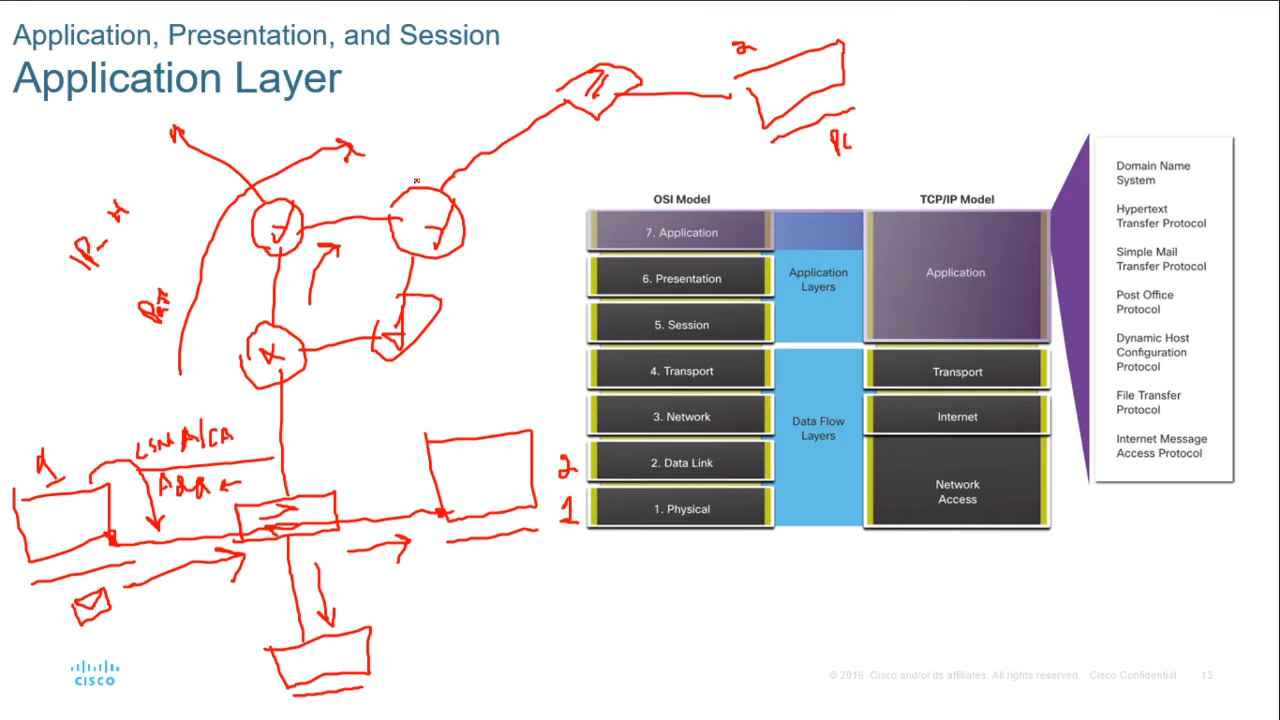 Application, Presentation, and Session
Application Layer
OSI Model
7. Application
6. Presentation
5. Session
4. Transport
3. Network
2. Data Link
1. Physical
Application
Layers
Data Flow
Layers
TCP/IP Model
Application
Transport
Internet
Network
Access
Domain Name
System
Hypertext
Transfer Protocol
Simple Mail
Transfer Protocol
Post Office
Protocol
Dynamic Host
Configuration
Protocol
File Transfer
Protocol
Internet Message
Access Protocol
2
1
CISCO
© 2016 Cisco and/or its affiliates. All rights reserved. Cisco Confidential
13